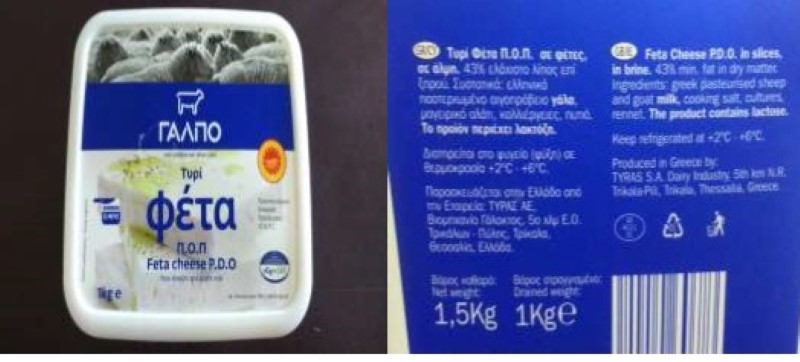 ΓΑΛΠΟ
Τυρί
φέτα
Π.Ο.Π
Feta cheese P.D.O
1kg e
GR/CY Τυρί Φέτα Π.Ο.Π. σε φέτες,
σε άλμη. 43% ελάχιστο λίπος επί
ξηρού. Συστατικά: ελληνικό
παστεριωμένο αιγοπρόβειο γάλα,
μαγειρικό αλάτι, καλλιέργειες, πυτιά.
Το προϊόν περιέχει λακτόζη.
Διατηρείται στο ψυγείο (ψύξη) σε
θερμοκρασία +2°C - +6°C.
Παρασκευάζεται στην Ελλάδα από
την Εταιρεία: ΤΥΡΑΣ ΑΕ,
Βιομηχανία Γάλακτος, 5ο χλμ Ε.Ο.
Τρικάλων - Πύλης, Τρίκαλα,
Θεσσαλία, Ελλάδα.
Βάρος καθαρό:
Net weight:
1,5Kg
Βάρος στραγγισμένο:
Drained weight:
1Kg e
Feta Cheese P.D.O. in slices,
in brine. 43% min. fat in dry matter.
Ingredients: greek pasteurised sheep
and goat milk, cooking salt, cultures,
rennet. The product contains lactose.
Keep refrigerated at +2°C - +6°C.
Produced in Greece by:
TYRAS S.A. Dairy Industry, 5th km N.R.
Trikala-Pili, Trikala, Thessalia, Greece